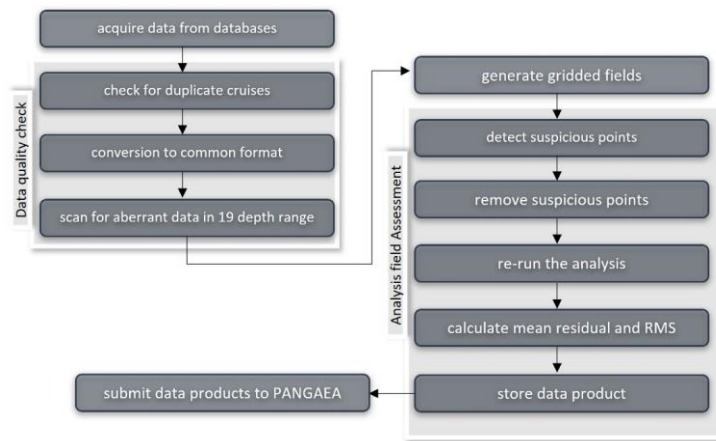 acquire data from databases
Data quality check
check for duplicate cruises
conversion to common format
scan for aberrant data in 19 depth range
generate gridded fields
Analysis field Assessment
detect suspicious points
remove suspicious points
re-run the analysis
calculate mean residual and RMS
store data product
submit data products to PANGAEA